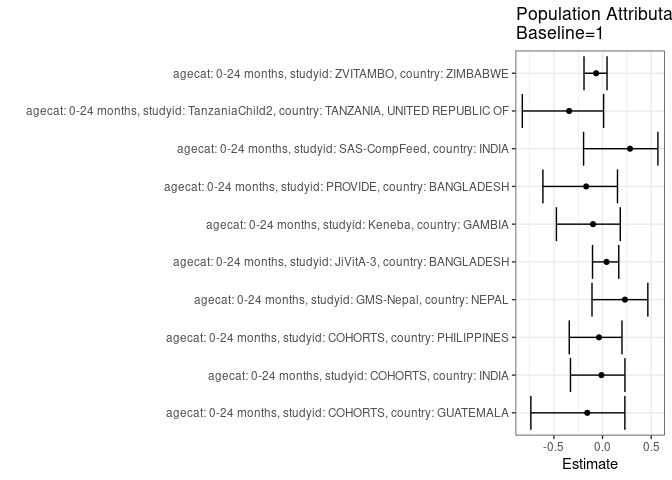 Population Attributa
Baseline=1
agecat: 0-24 months, studyid: ZVITAMBO, country: ZIMBABWE
agecat: 0-24 months, studyid: TanzaniaChild2, country: TANZANIA, UNITED REPUBLIC OF
agecat: 0-24 months, studyid: SAS-CompFeed, country: INDIA
agecat: 0-24 months, studyid: PROVIDE, country: BANGLADESH
agecat: 0-24 months, studyid: Keneba, country: GAMBIA
agecat: 0-24 months, studyid: JiVitA-3, country: BANGLADESH
agecat: 0-24 months, studyid: GMS-Nepal, country: NEPAL
agecat: 0-24 months, studyid: COHORTS, country: PHILIPPINES
agecat: 0-24 months, studyid: COHORTS, country: INDIA
agecat: 0-24 months, studyid: COHORTS, country: GUATEMALA
-0.5 0.0 0.5
Estimate